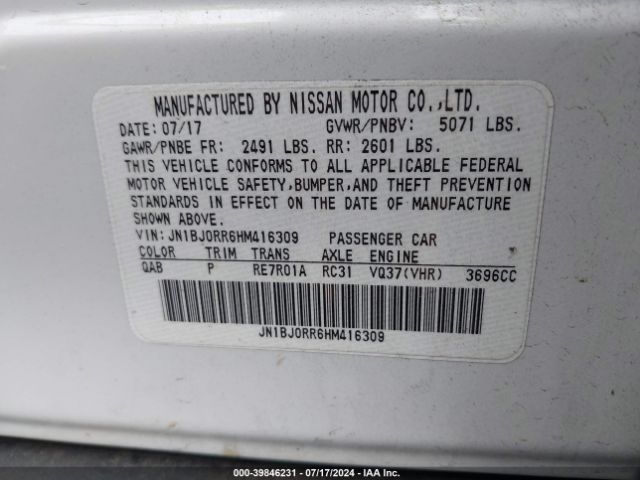 MANUFACTURED BY NISSAN MOTOR CO.,LTD.
DATE: 07/17 GVWR/PNBV: 5071 LBS.
GAWR/PNBE FR: 2491 LBS. RR: 2601 LBS.
THIS VEHICLE CONFORMS TO ALL APPLICABLE FEDERAL
MOTOR VEHICLE SAFETY,BUMPER,AND THEFT PREVENTION
STANDARDS IN EFFECT ON THE DATE OF MANUFACTURE
SHOWN ABOVE.
VIN:JN1BJ0RR6HM416309 PASSENGER CAR
COLOR TRIM TRANS AXLE ENGINE
QAB P RE7R01A RC31 VQ37(VHR) 3696CC
JN1BJ0RR6HM416309
000-39846231 - 07/17/2024 - IAA Inc.